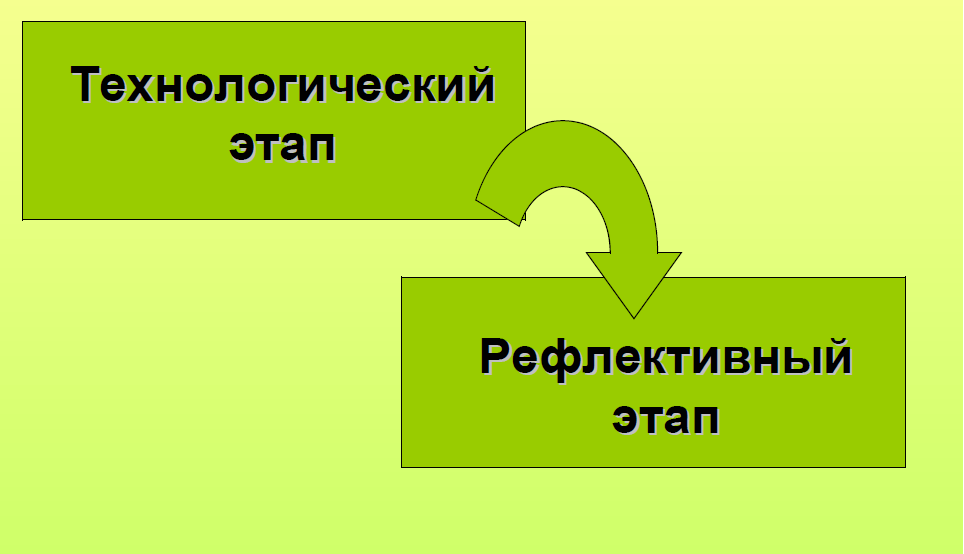 Технологический
этап
Рефлективный
этап